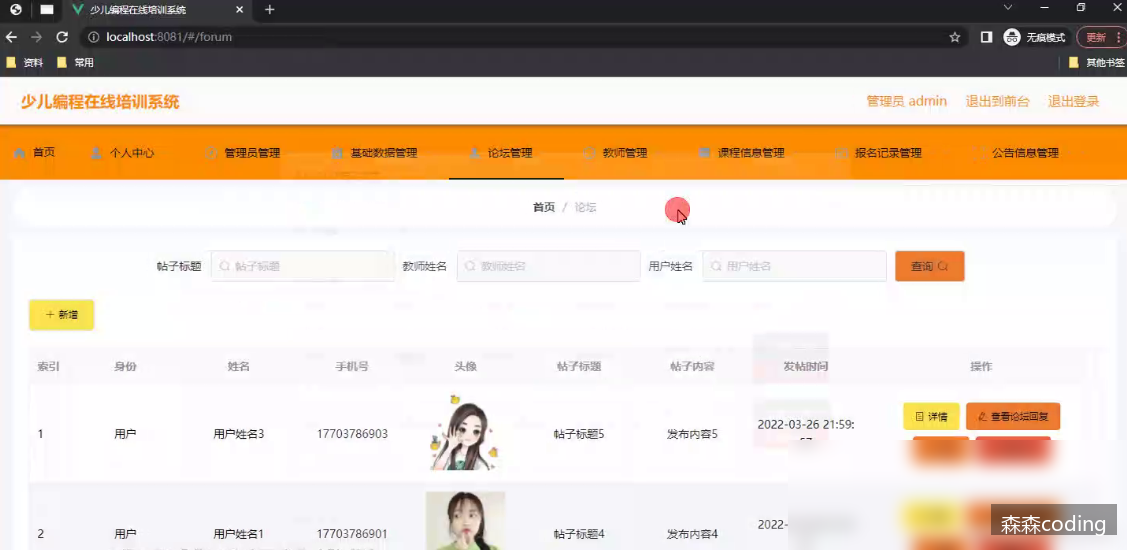 少儿编程在线培训系统
localhost:8081/#/forum
无痕模式
更新
资料
常用
其他书签
少儿编程在线培训系统
管理员 admin
退出到前台
退出登录
首页
个人中心
管理员管理
基础数据管理
论坛管理
教师管理
课程信息管理
报名记录管理
公告信息管理
首页 / 论坛
帖子标题 帖子标题 教师姓名 教师姓名 用户姓名 用户姓名 查询
+ 新增
索引 身份 姓名 手机号 头像 帖子标题 帖子内容 发帖时间 操作
详情 查看论坛回复
1 用户 用户姓名3 17703786903 帖子标题5 发布内容5 2022-03-26 21:59:
2 用户 用户姓名1 17703786901 帖子标题4 发布内容4 2022-
森森coding